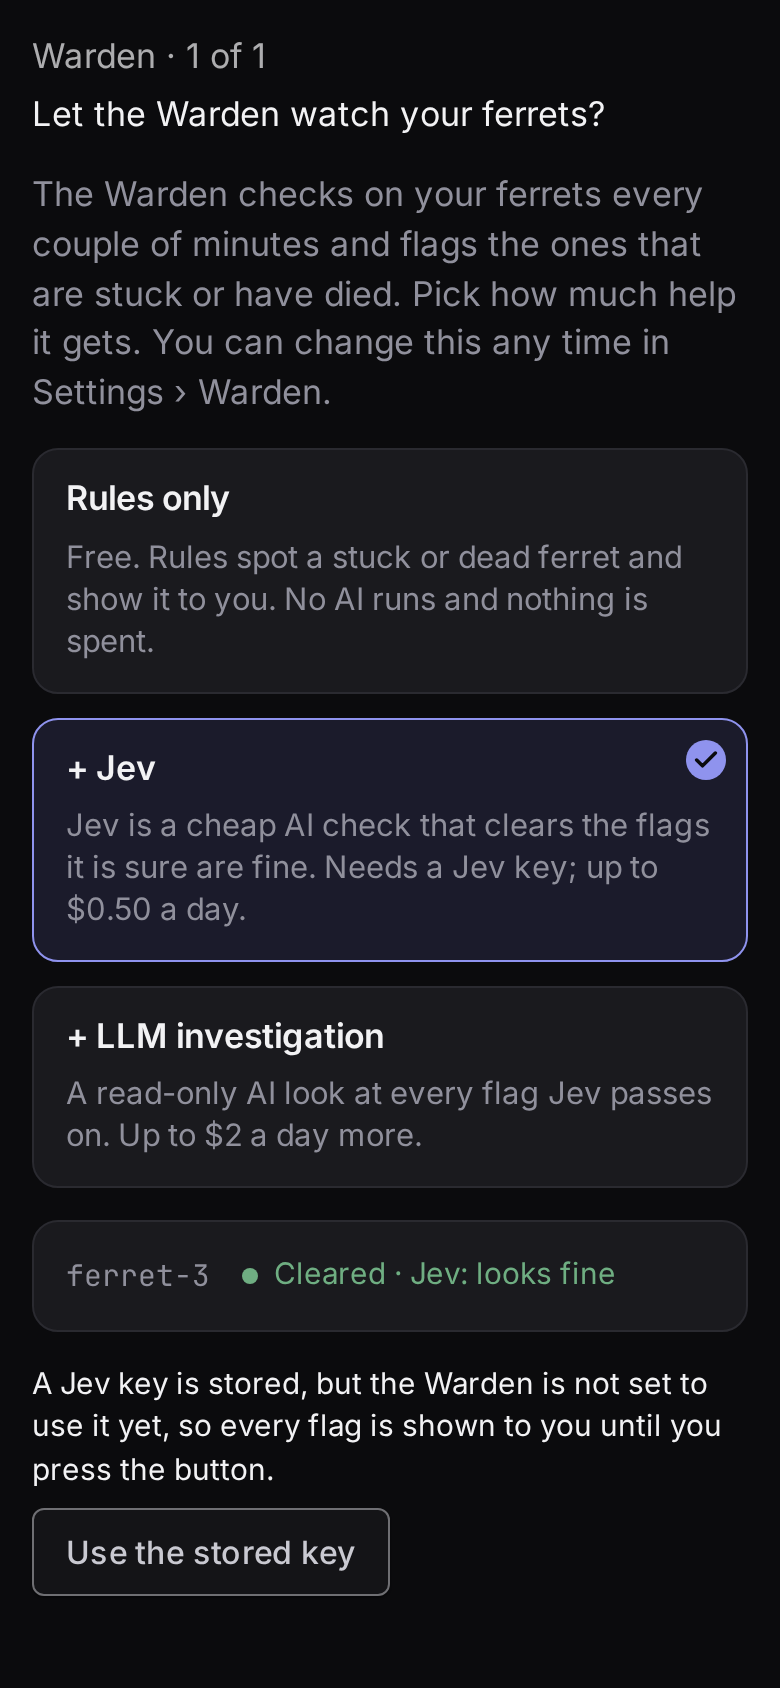 Warden · 1 of 1
Let the Warden watch your ferrets?
The Warden checks on your ferrets every
couple of minutes and flags the ones that
are stuck or have died. Pick how much help
it gets. You can change this any time in
Settings › Warden.
Rules only
Free. Rules spot a stuck or dead ferret and
show it to you. No AI runs and nothing is
spent.
+ Jev
Jev is a cheap AI check that clears the flags
it is sure are fine. Needs a Jev key; up to
$0.50 a day.
+ LLM investigation
A read-only AI look at every flag Jev passes
on. Up to $2 a day more.
ferret-3 ● Cleared · Jev: looks fine
A Jev key is stored, but the Warden is not set to
use it yet, so every flag is shown to you until you
press the button.
Use the stored key